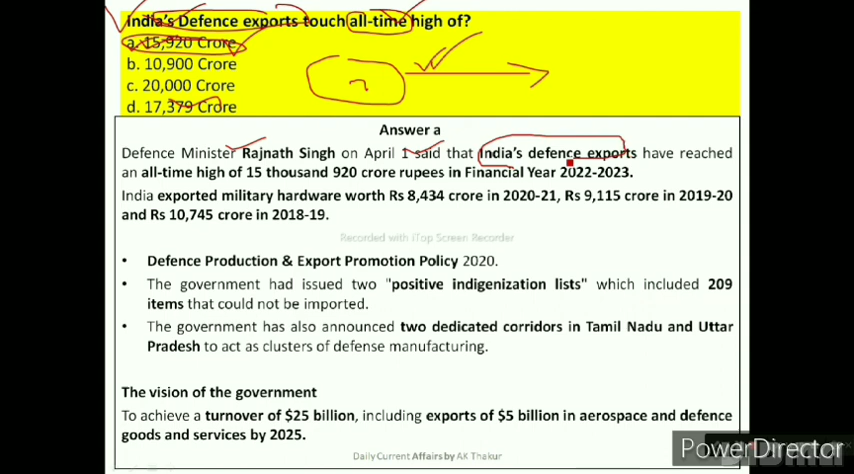 India's Defence exports touch all-time high of?
a. 15,920 Crore
b. 10,900 Crore
c. 20,000 Crore
d. 17,379 Crore
Answer a
Defence Minister Rajnath Singh on April 1 said that India's defence exports have reached
an all-time high of 15 thousand 920 crore rupees in Financial Year 2022-2023.
India exported military hardware worth Rs 8,434 crore in 2020-21, Rs 9,115 crore in 2019-20
and Rs 10,745 crore in 2018-19.
Recorded with iTop Screen Recorder
• Defence Production & Export Promotion Policy 2020.
• The government had issued two "positive indigenization lists" which included 209
items that could not be imported.
• The government has also announced two dedicated corridors in Tamil Nadu and Uttar
Pradesh to act as clusters of defense manufacturing.
The vision of the government
To achieve a turnover of $25 billion, including exports of $5 billion in aerospace and defence
goods and services by 2025.
Daily Current Affairs by AK Thakur
PowerDirector